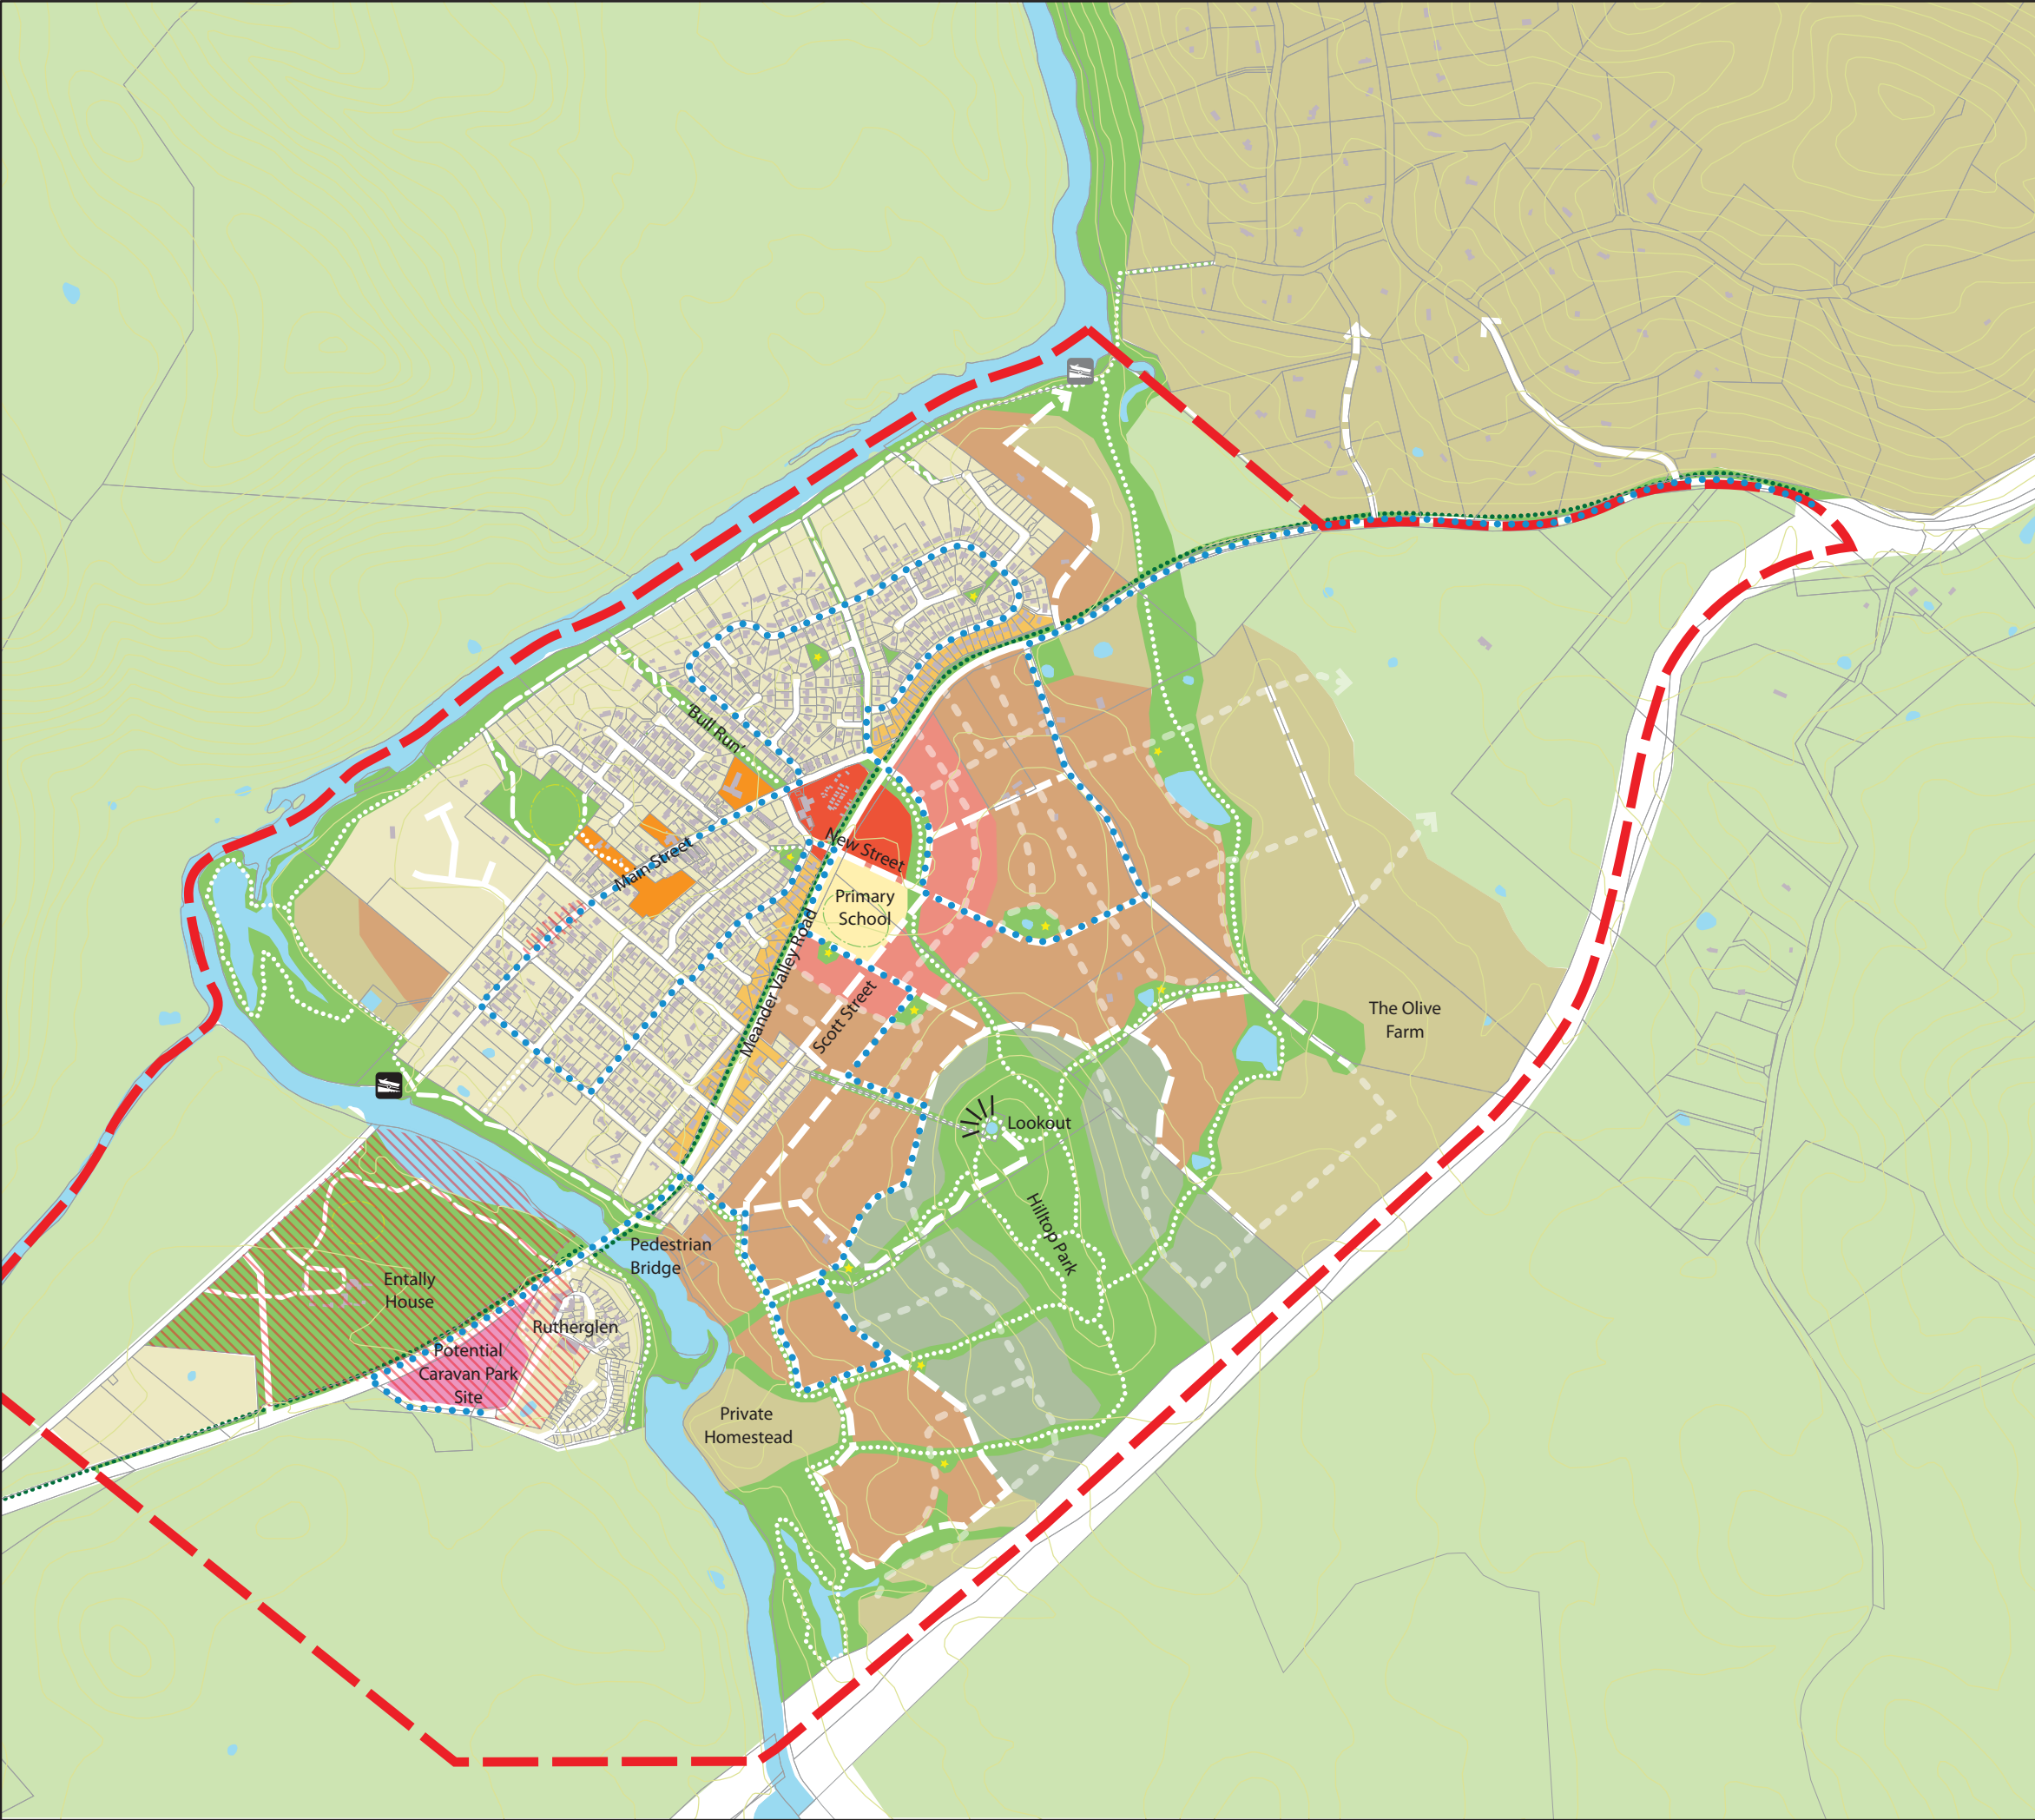 Bull Run'
New Street
Main Street
Primary
School
Meander Valley Road
Scott Street
The Olive
Farm
Lookout
Hilltop Park
Pedestrian
Bridge
Entally
House
Rutherglen
Potential
Caravan Park
Site
Private
Homestead